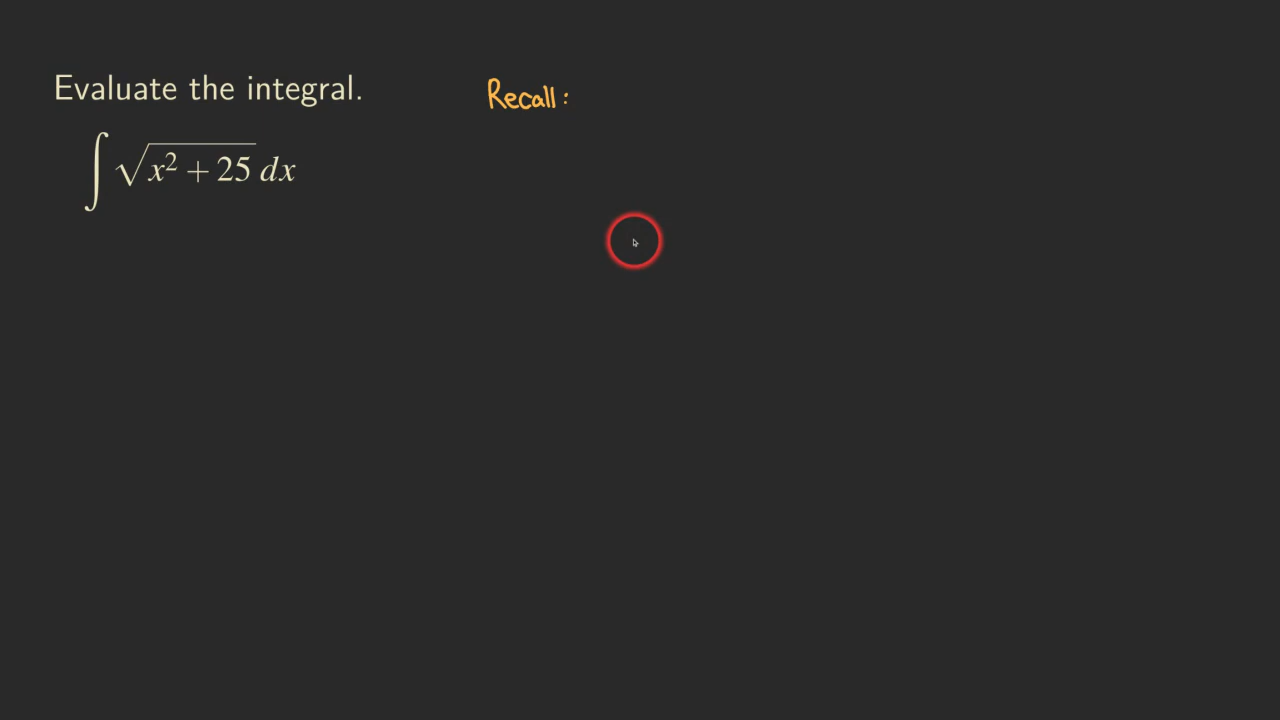 Evaluate the integral.
Recall:
∫ √(x² + 25) dx